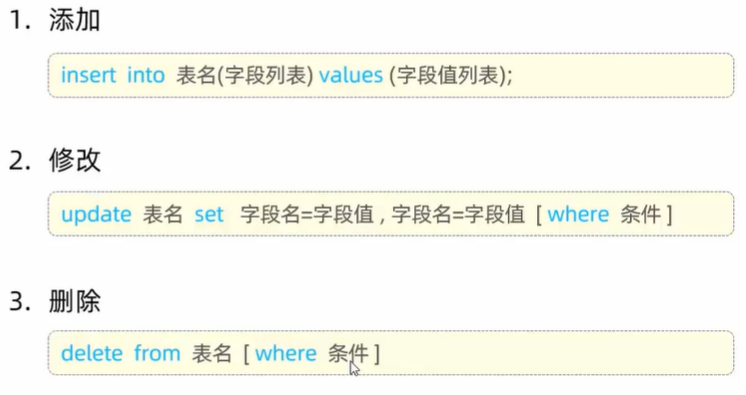 1. 添加
insert into 表名(字段列表) values (字段值列表);
2. 修改
update 表名 set 字段名=字段值 , 字段名=字段值 [ where 条件 ]
3. 删除
delete from 表名 [ where 条件 ]